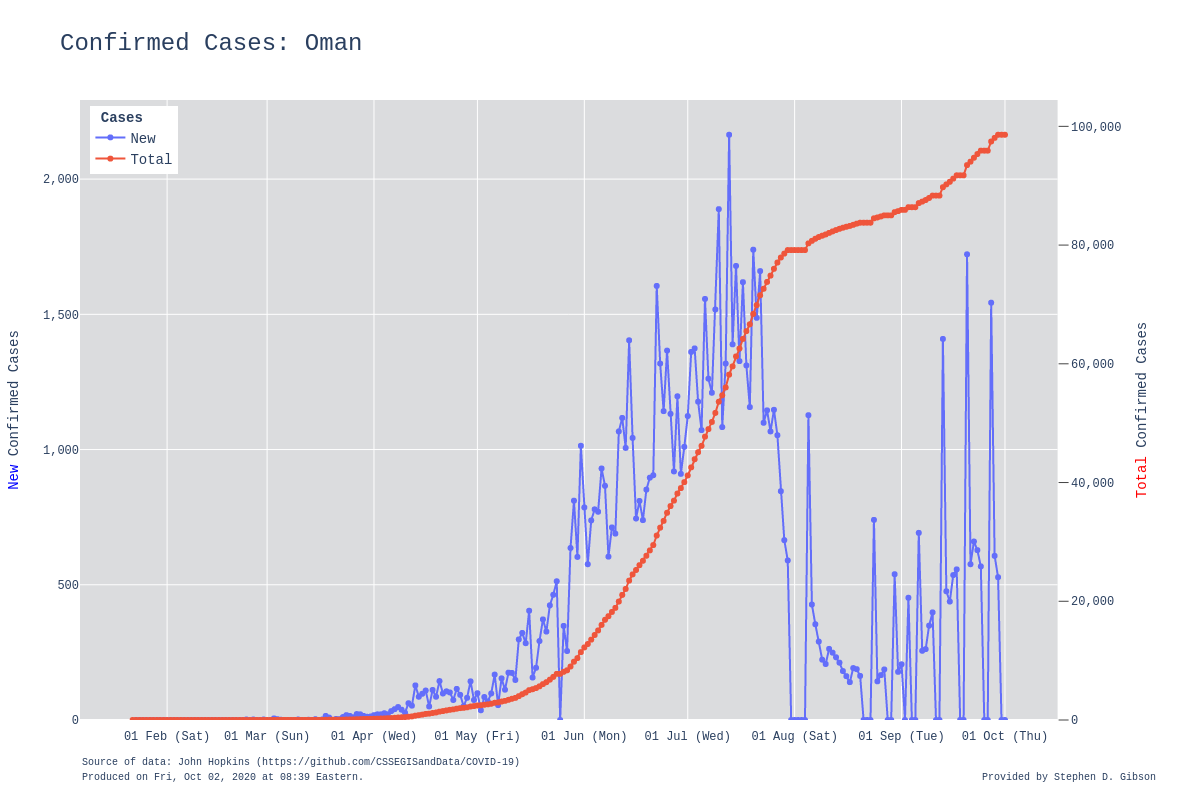 Confirmed Cases: Oman
Cases
New
Total
2,000
1,500
1,000
500
0
New Confirmed Cases
100,000
80,000
60,000
40,000
20,000
0
Total Confirmed Cases
01 Feb (Sat) 01 Mar (Sun) 01 Apr (Wed) 01 May (Fri) 01 Jun (Mon) 01 Jul (Wed) 01 Aug (Sat) 01 Sep (Tue) 01 Oct (Thu)
Source of data: John Hopkins (https://github.com/CSSEGISandData/COVID-19)
Produced on Fri, Oct 02, 2020 at 08:39 Eastern.
Provided by Stephen D. Gibson